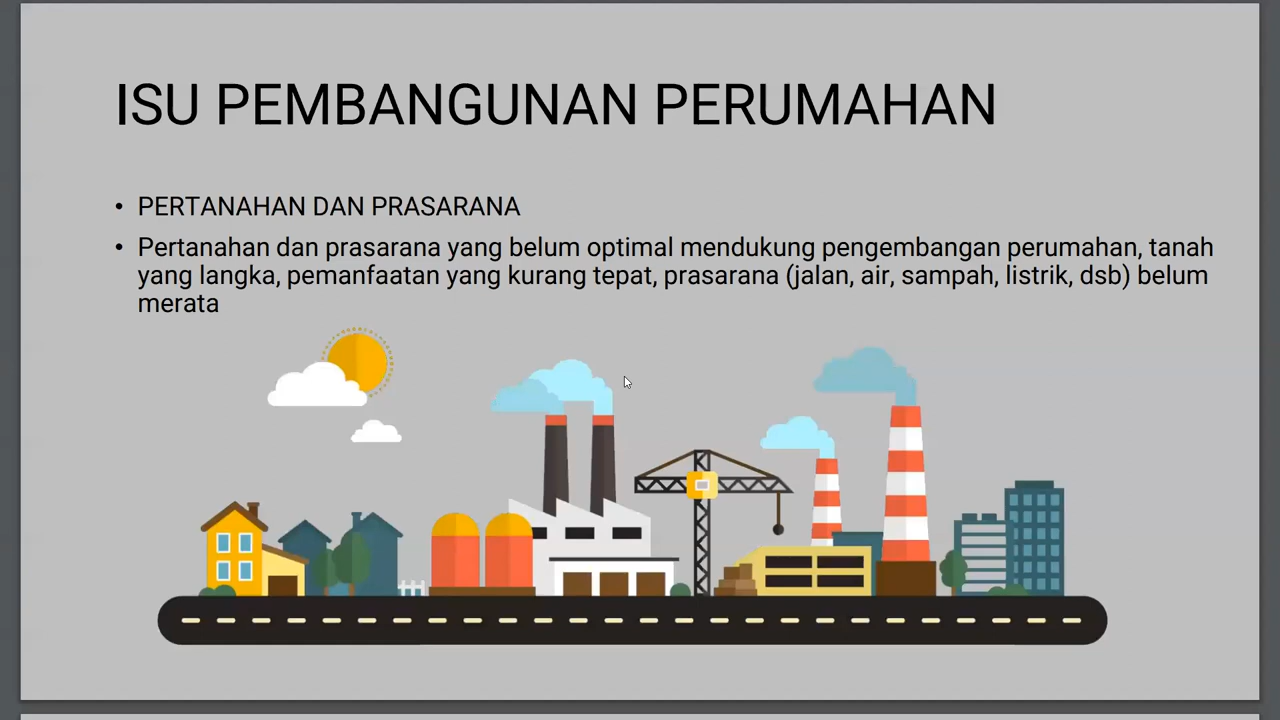 ISU PEMBANGUNAN PERUMAHAN
• PERTANAHAN DAN PRASARANA
• Pertanahan dan prasarana yang belum optimal mendukung pengembangan perumahan, tanah
yang langka, pemanfaatan yang kurang tepat, prasarana (jalan, air, sampah, listrik, dsb) belum
merata